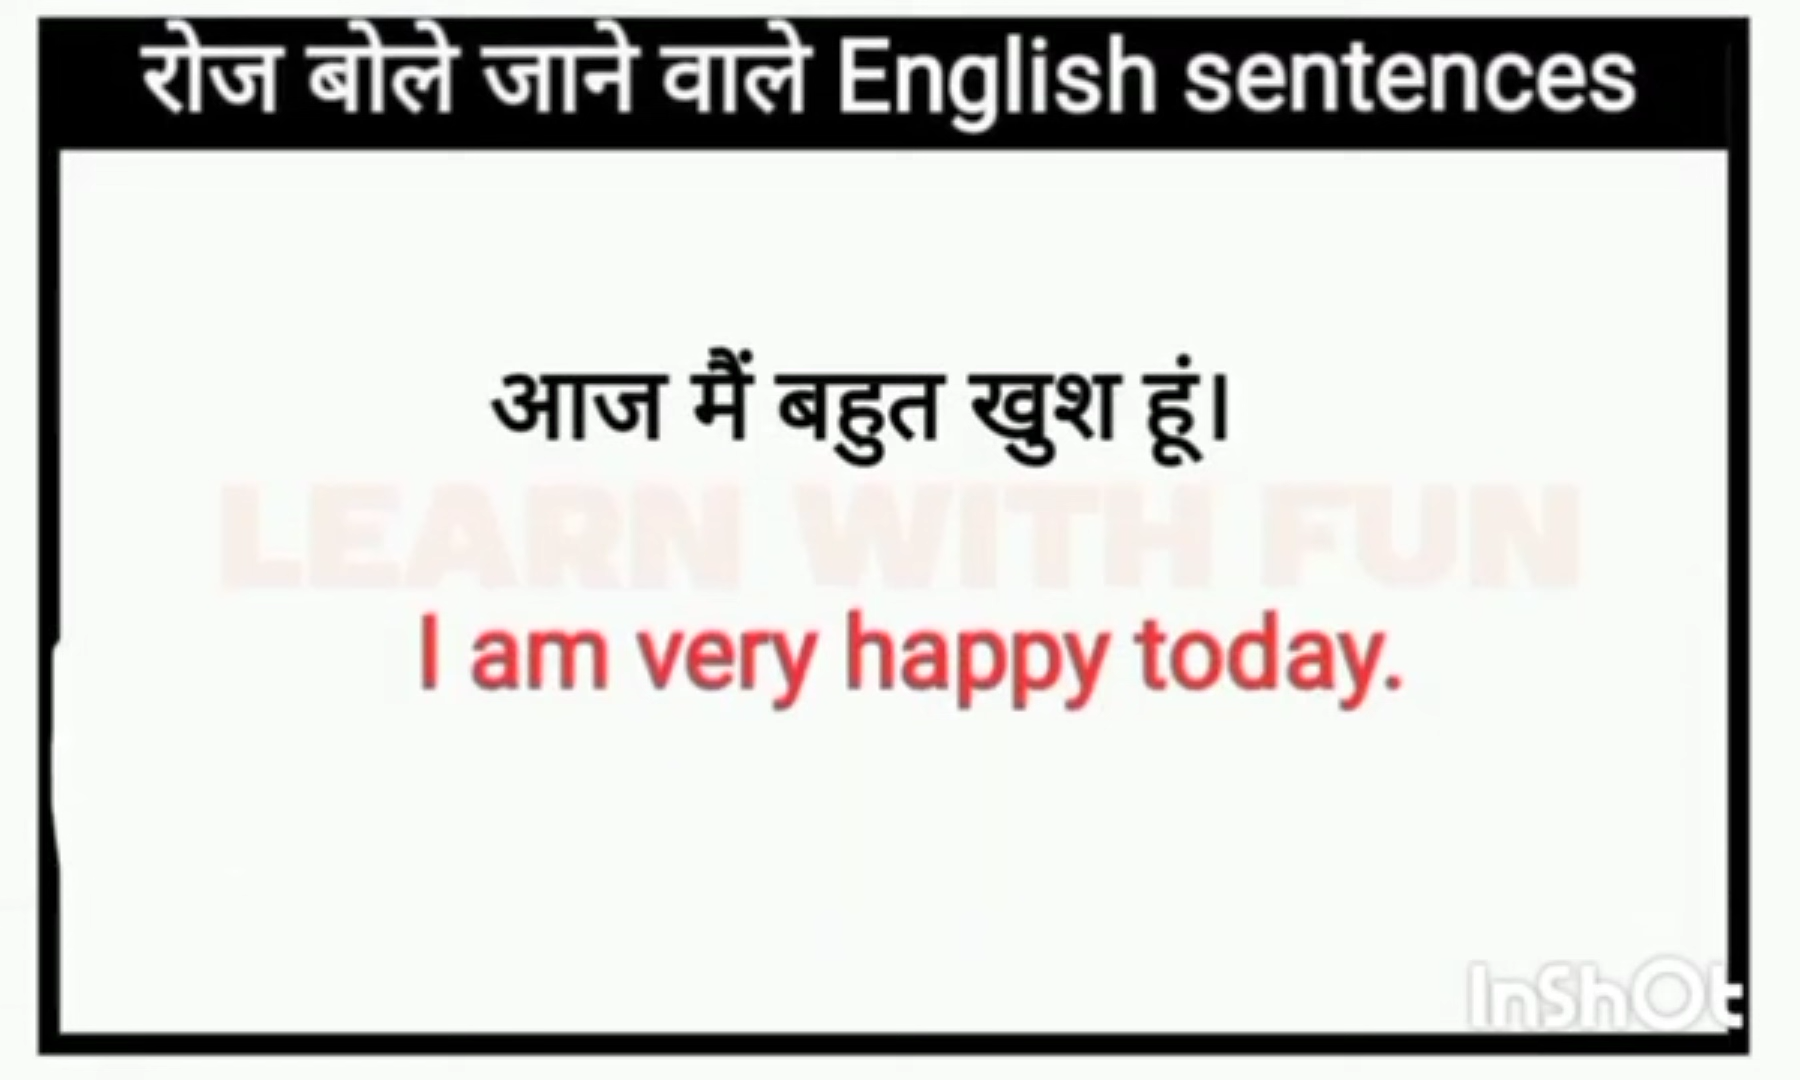 रोज बोले जाने वाले English sentences
आज मैं बहुत खुश हूं।
LEARN WITH FUN
I am very happy today.
InShOt